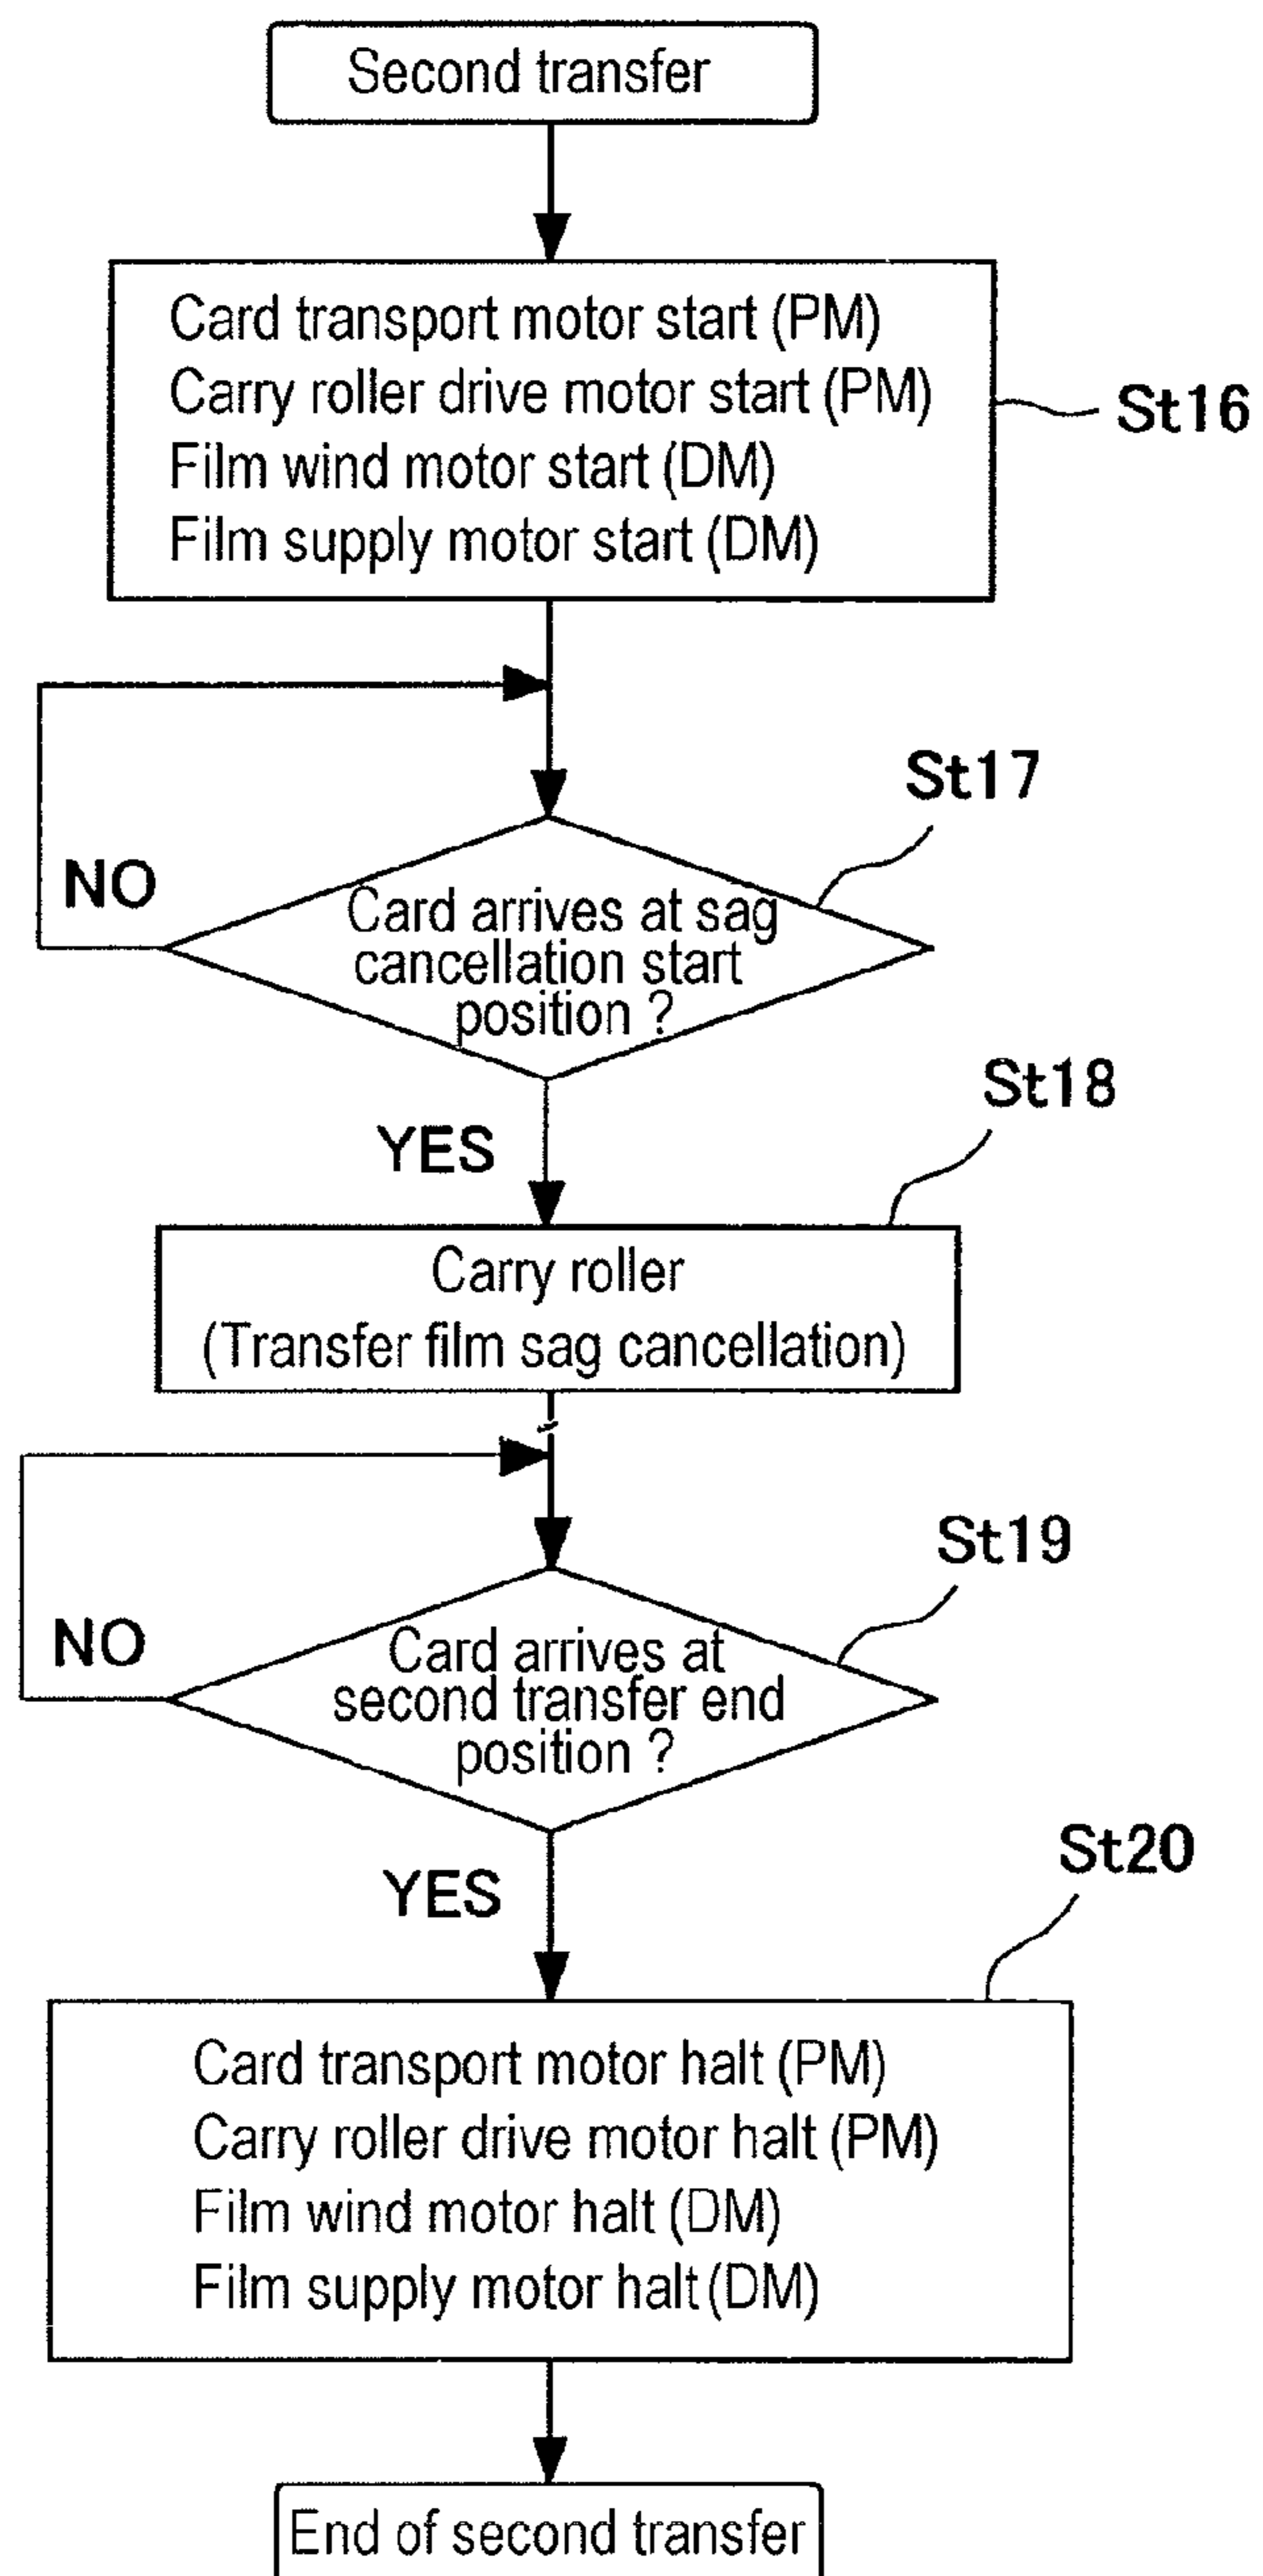 Second transfer
Card transport motor start (PM)
Carry roller drive motor start (PM)
Film wind motor start (DM)
Film supply motor start (DM)
St16
St17
NO
Card arrives at sag
cancellation start
position ?
St18
YES
Carry roller
(Transfer film sag cancellation)
St19
NO
Card arrives at
second transfer end
position ?
St20
YES
Card transport motor halt (PM)
Carry roller drive motor halt (PM)
Film wind motor halt (DM)
Film supply motor halt (DM)
End of second transfer